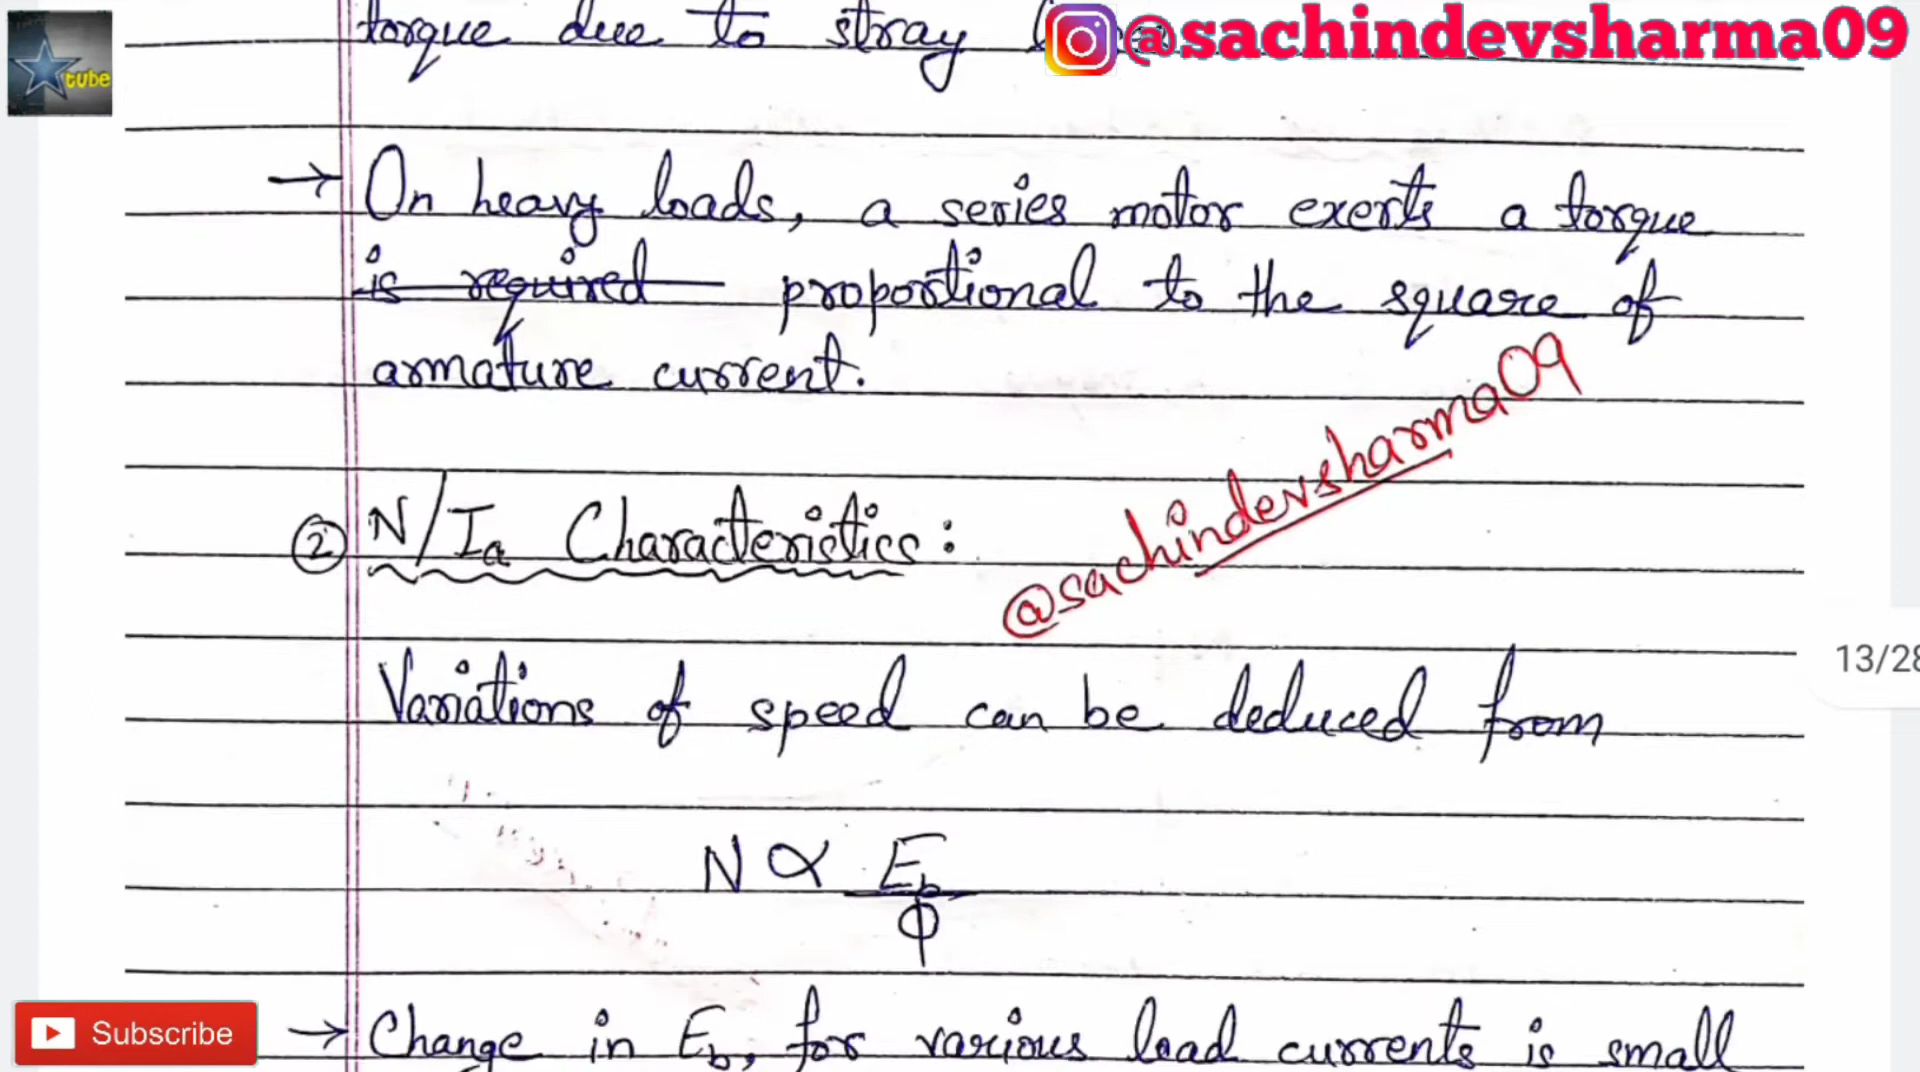 torque due to stray
@sachindevsharma09
tube
→ On heavy loads, a series motor exerts a torque
is required proportional to the square of
armature current.
@sachindevsharma09
② N/Ia Characteristics:
Variations of speed can be deduced from
13/28
N ∝ Eb
Φ
Subscribe
→ Change in Eb, for various load currents is small